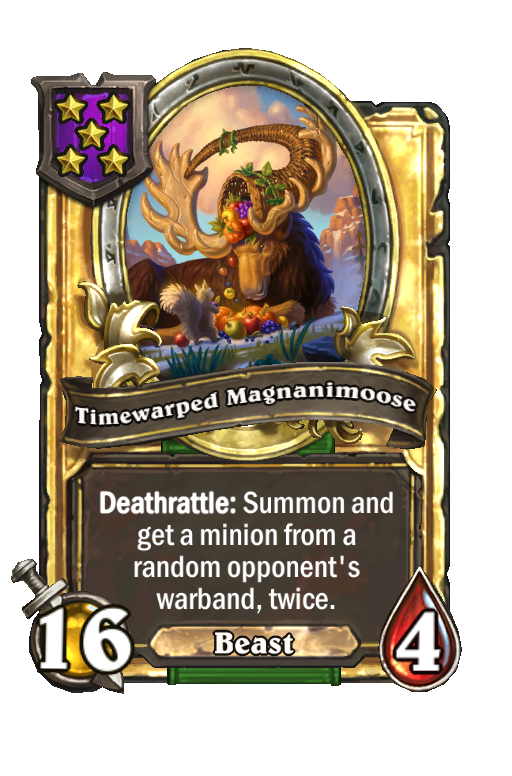 Timewarped Magnanimoose
Deathrattle: Summon and
get a minion from a
random opponent's
warband, twice.
16
Beast
4